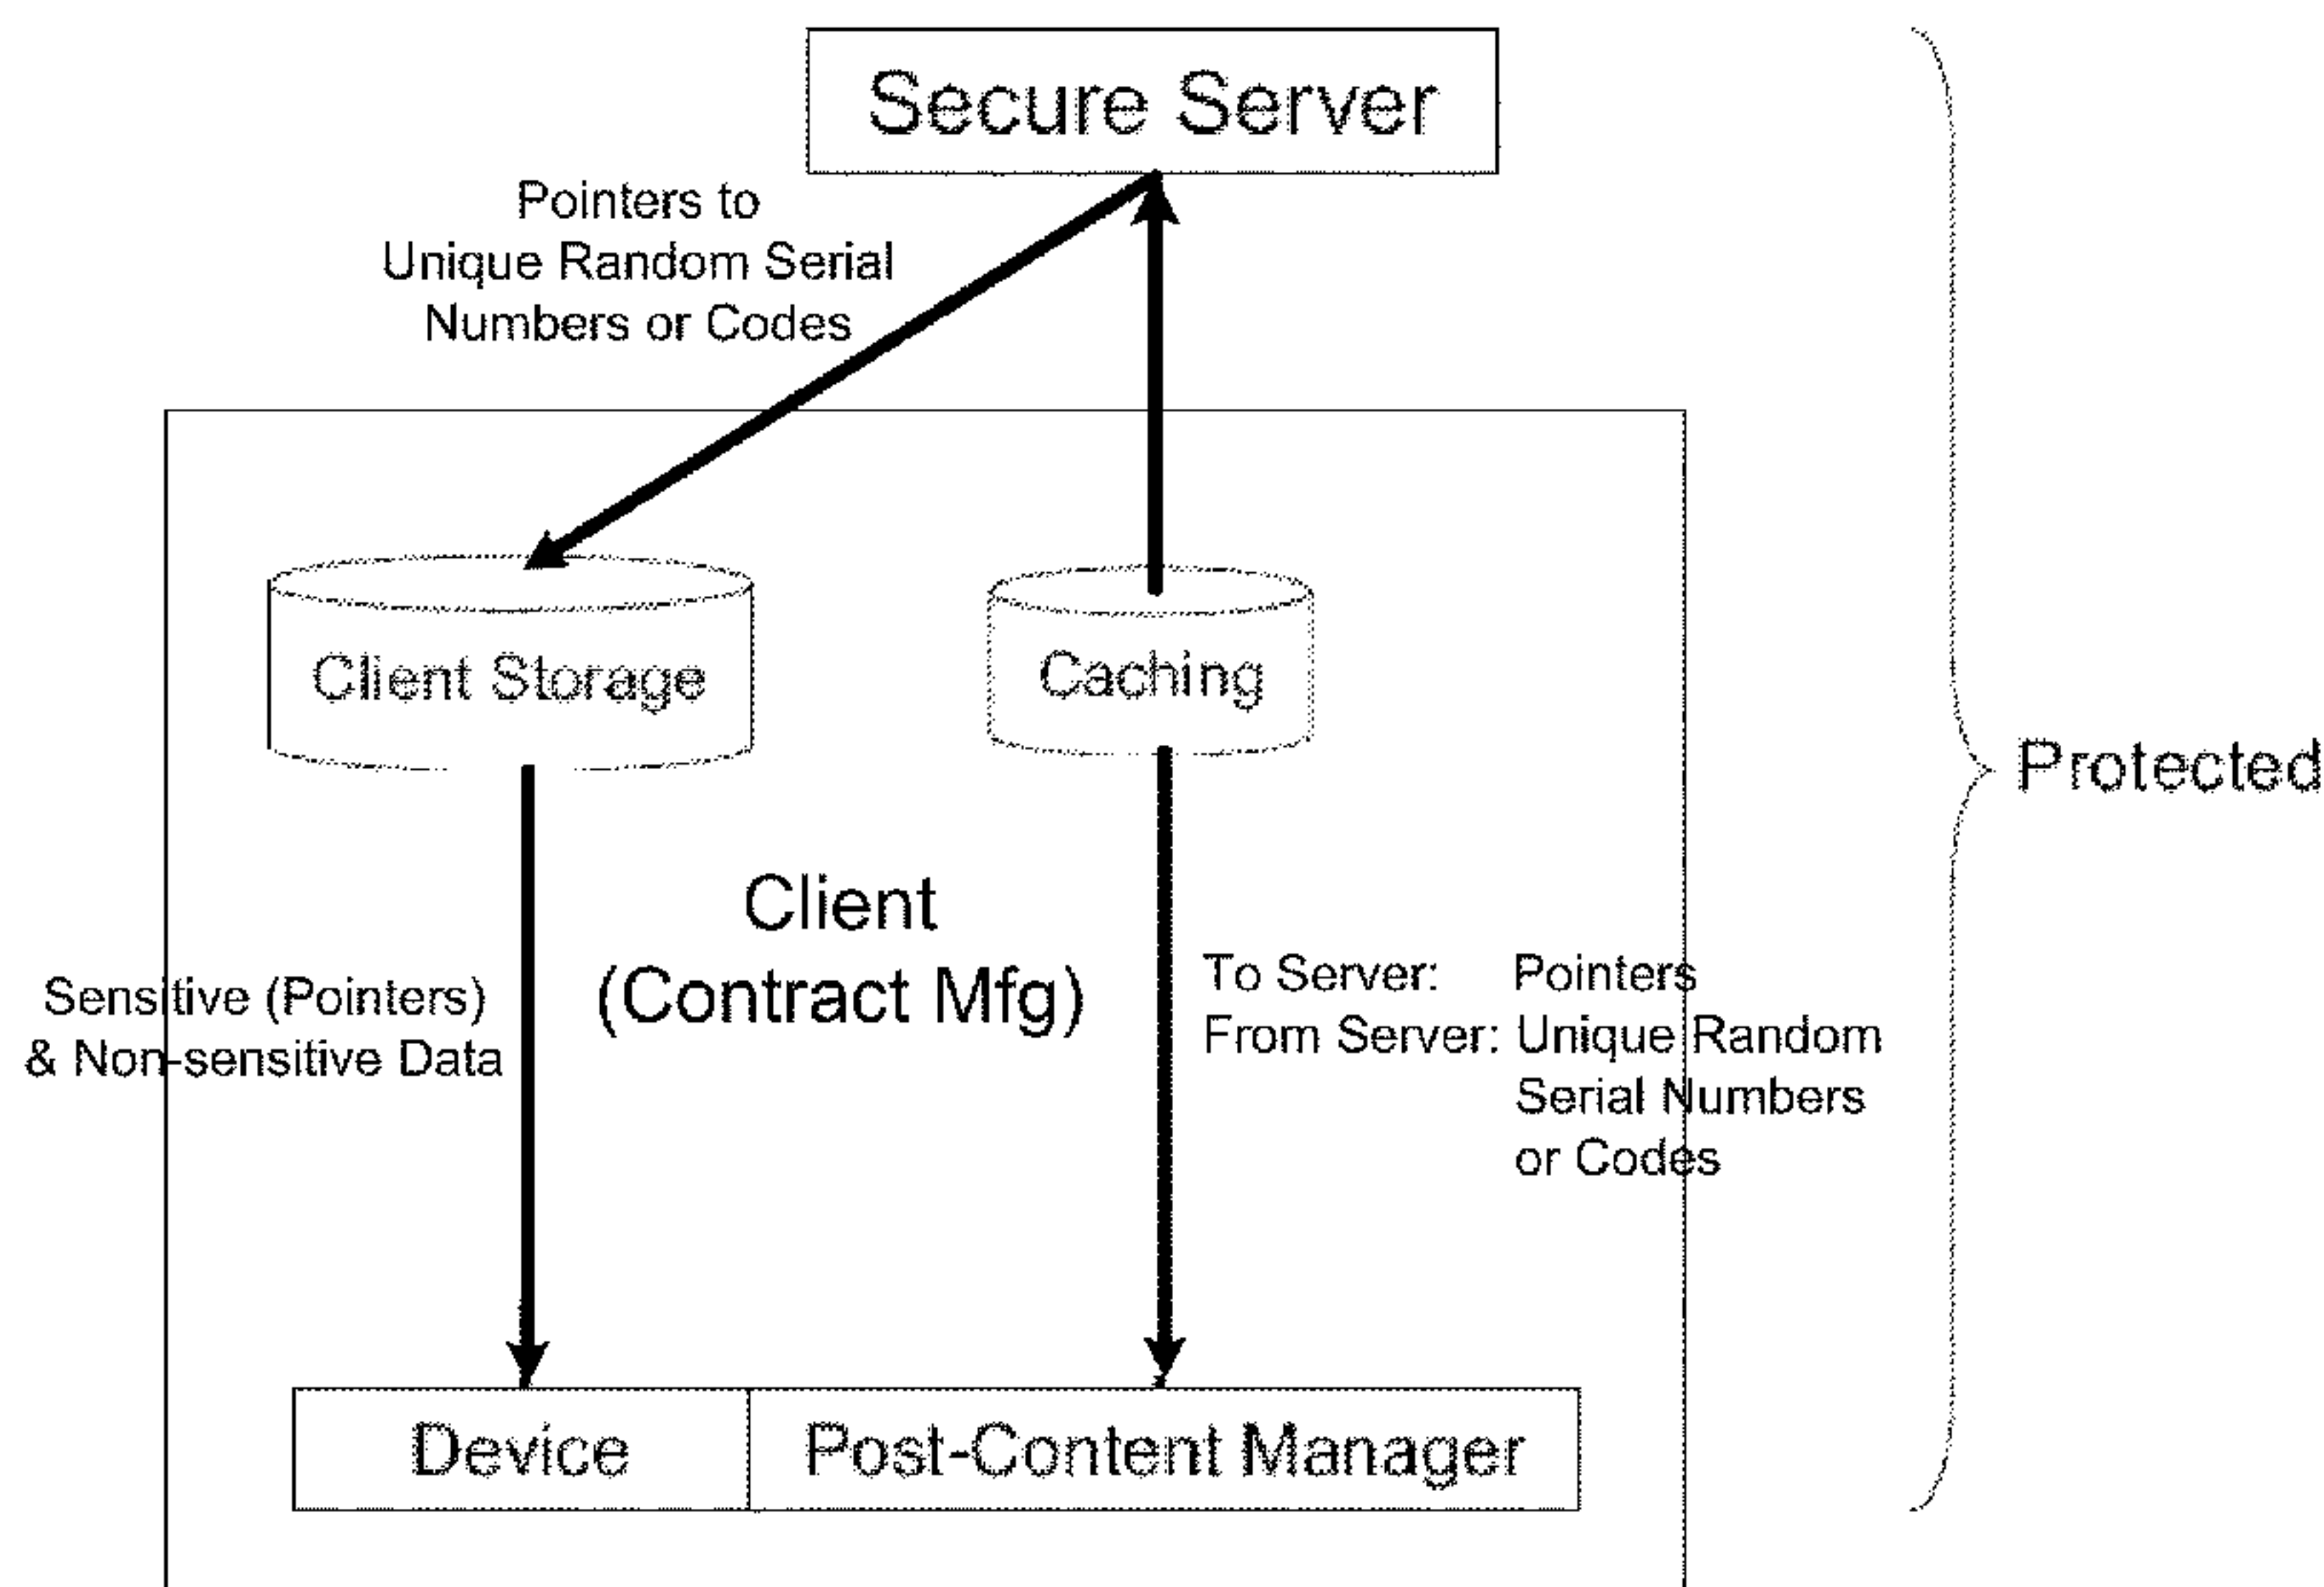 Secure Server
Pointers to
Unique Random Serial
Numbers or Codes
Client Storage
Caching
Protected
Client
(Contract Mfg)
Sensitive (Pointers)
& Non-sensitive Data
To Server: Pointers
From Server: Unique Random
Serial Numbers
or Codes
Device
Post-Content Manager